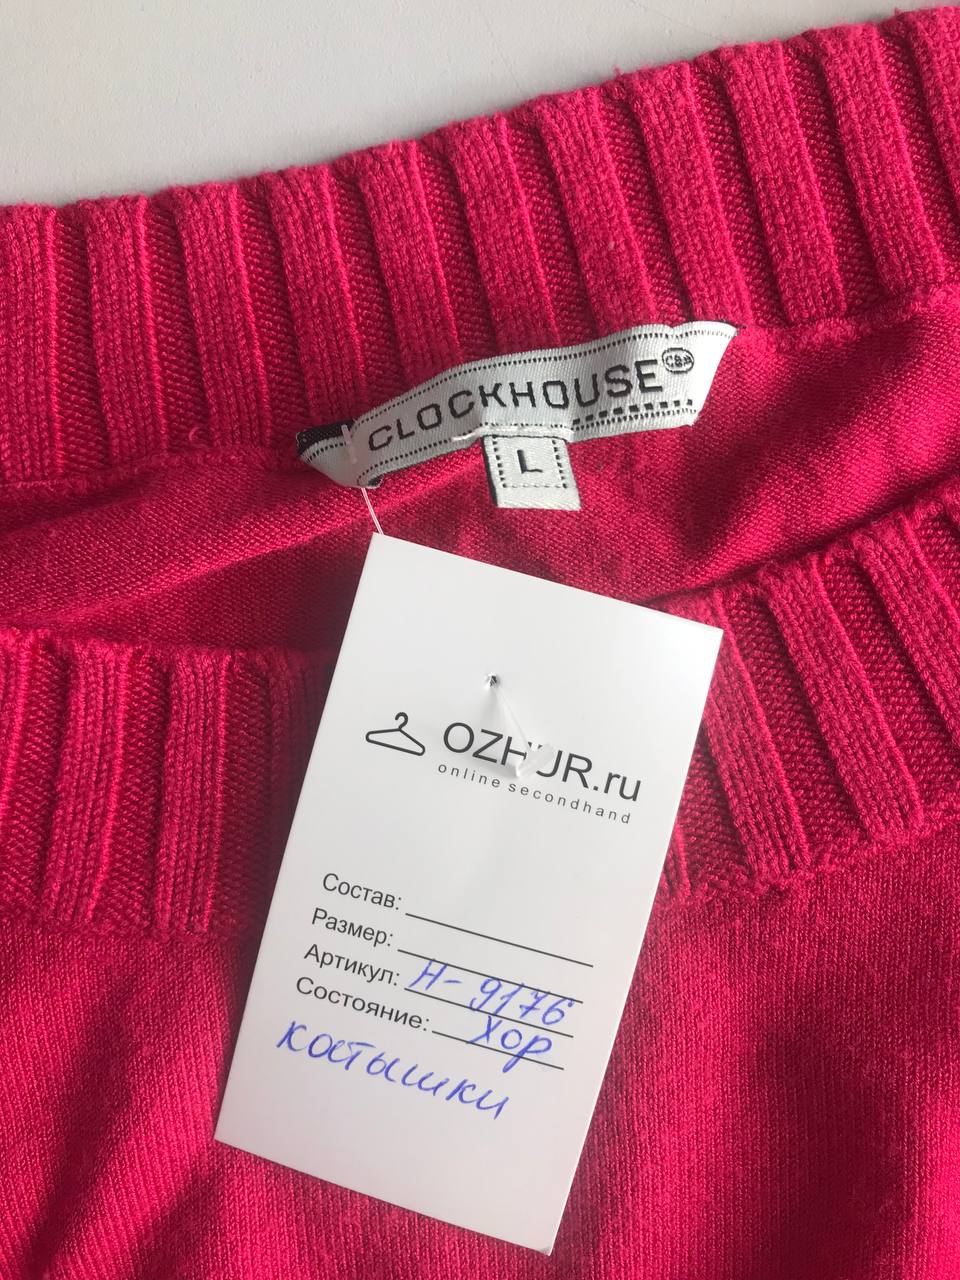 CLOCKHOUSE C&A
L
OZHUR.ru
online secondhand
Состав:
Размер:
Артикул: Н-9176
Состояние: хор
катышки